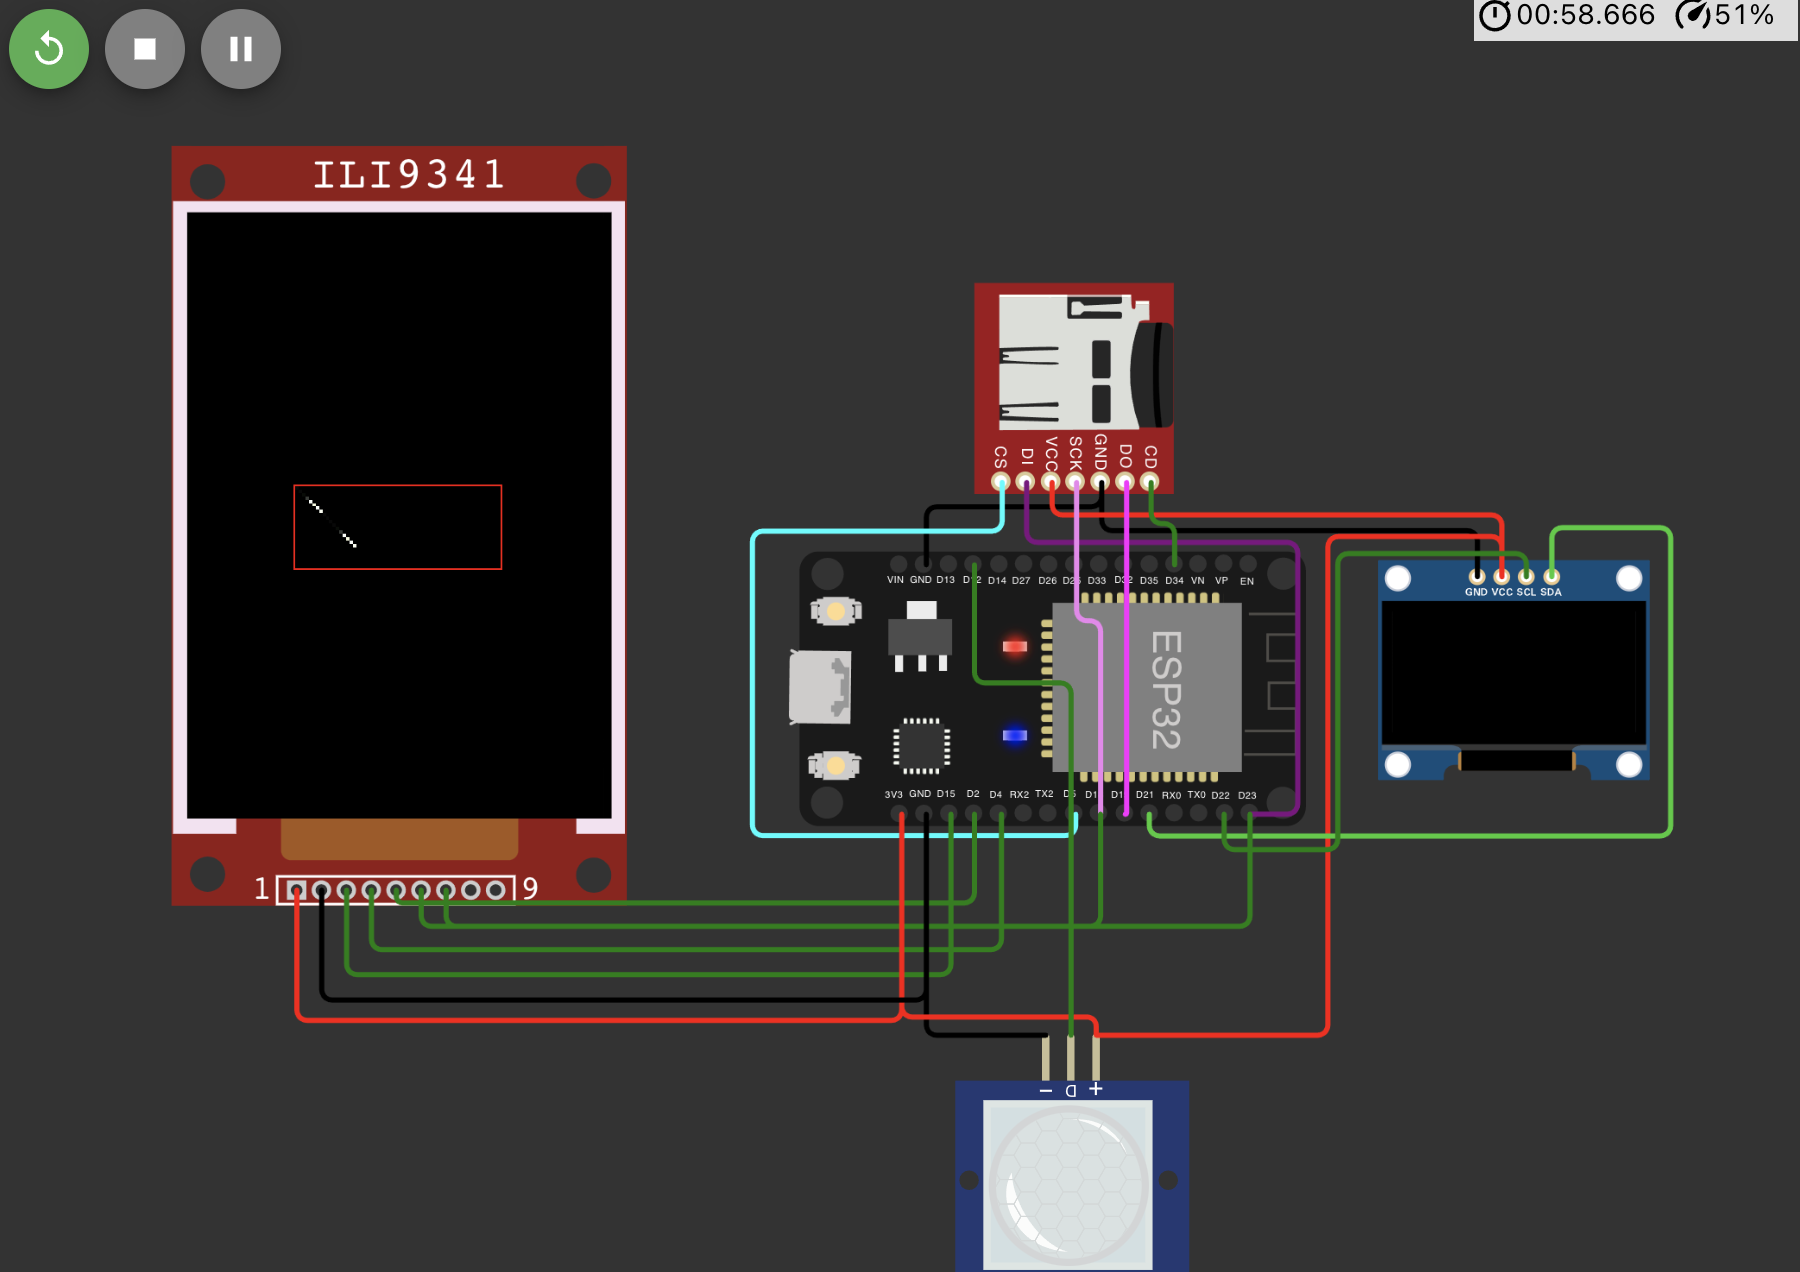 00:58.666 51%
ILI9341
CS DI VCC SCK GND DO CD
VIN GND D13 D12 D14 D27 D26 D25 D33 D32 D35 D34 VN VP EN
GND VCC SCL SDA
ESP32
3V3 GND D15 D2 D4 RX2 TX2 D5 D21 RX0 TX0 D22 D23
1 9
– D +